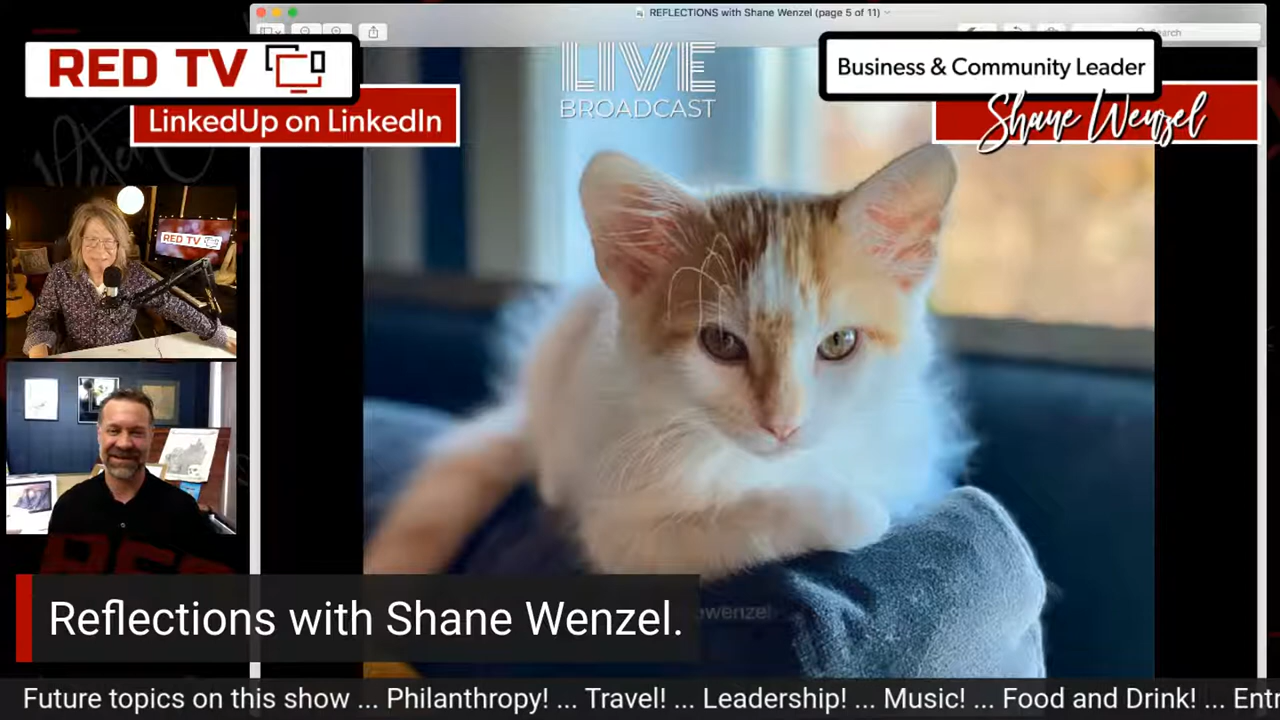 REFLECTIONS with Shane Wenzel (page 5 of 11)
RED TV
LIVE
BROADCAST
Business & Community Leader
LinkedUp on LinkedIn
Shane Wenzel
RED TV
Reflections with Shane Wenzel.
Future topics on this show ... Philanthropy! ... Travel! ... Leadership! ... Music! ... Food and Drink! ... Entr